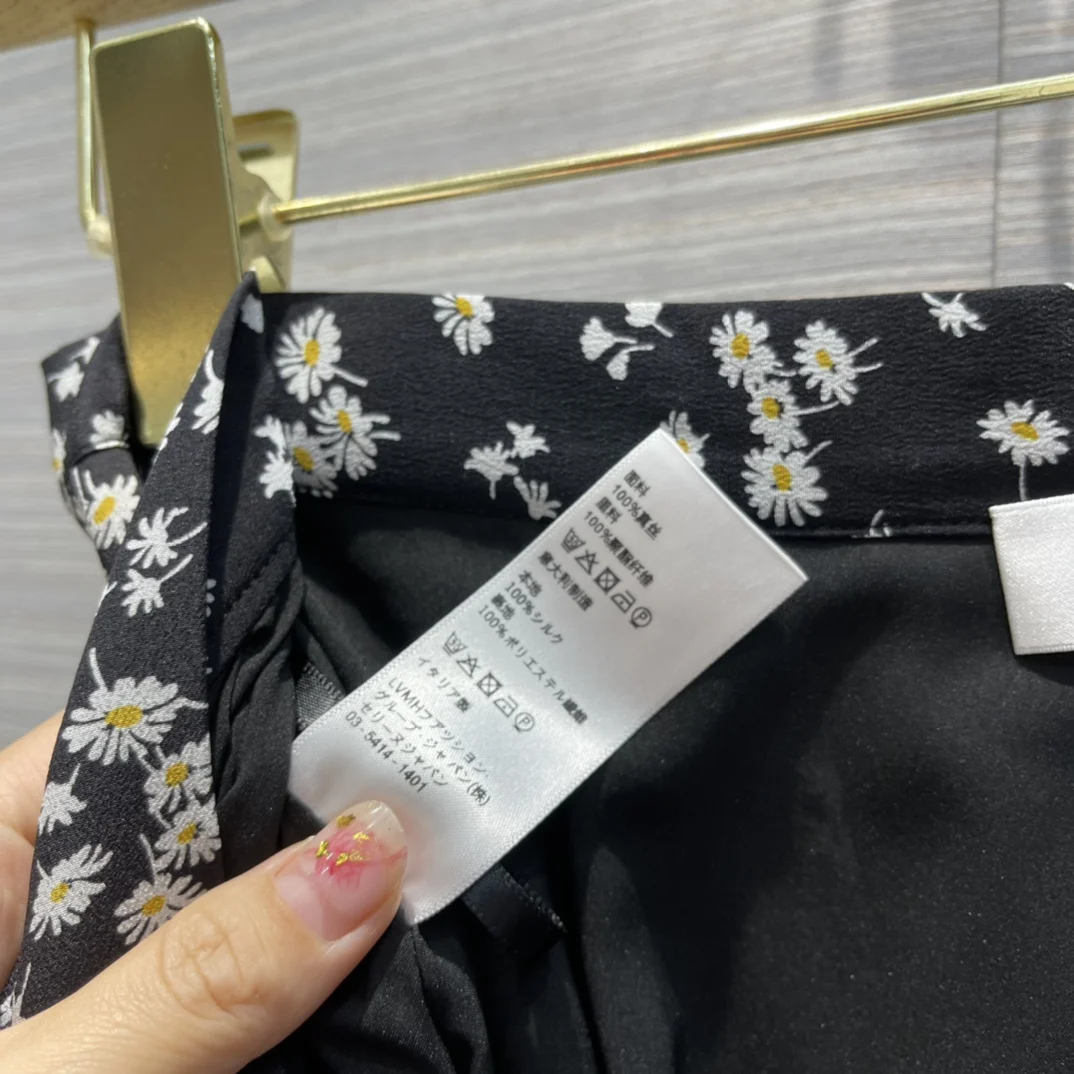 面料
100%真丝
里料
100%聚酯纤维
意大利制造
本地
100%シルク
裏地
100%ポリエステル繊維
イタリア製
LVMHファッション
グループ ジャパン(株)
セリーヌジャパン
03-5414-1401